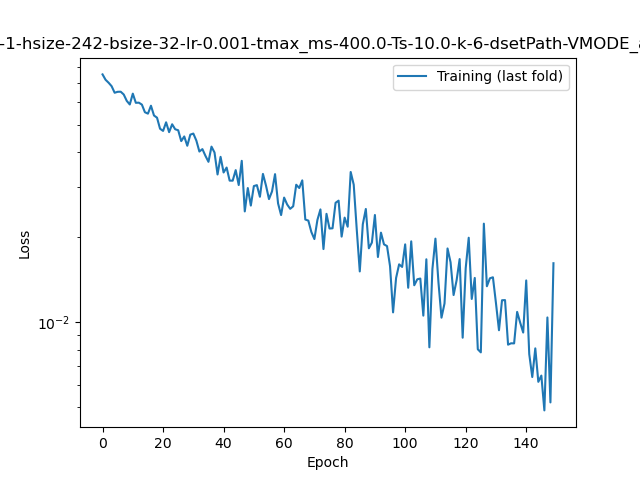 -1-hsize-242-bsize-32-lr-0.001-tmax_ms-400.0-Ts-10.0-k-6-dsetPath-VMODE_
Training (last fold)
Loss
10⁻²
0 20 40 60 80 100 120 140
Epoch